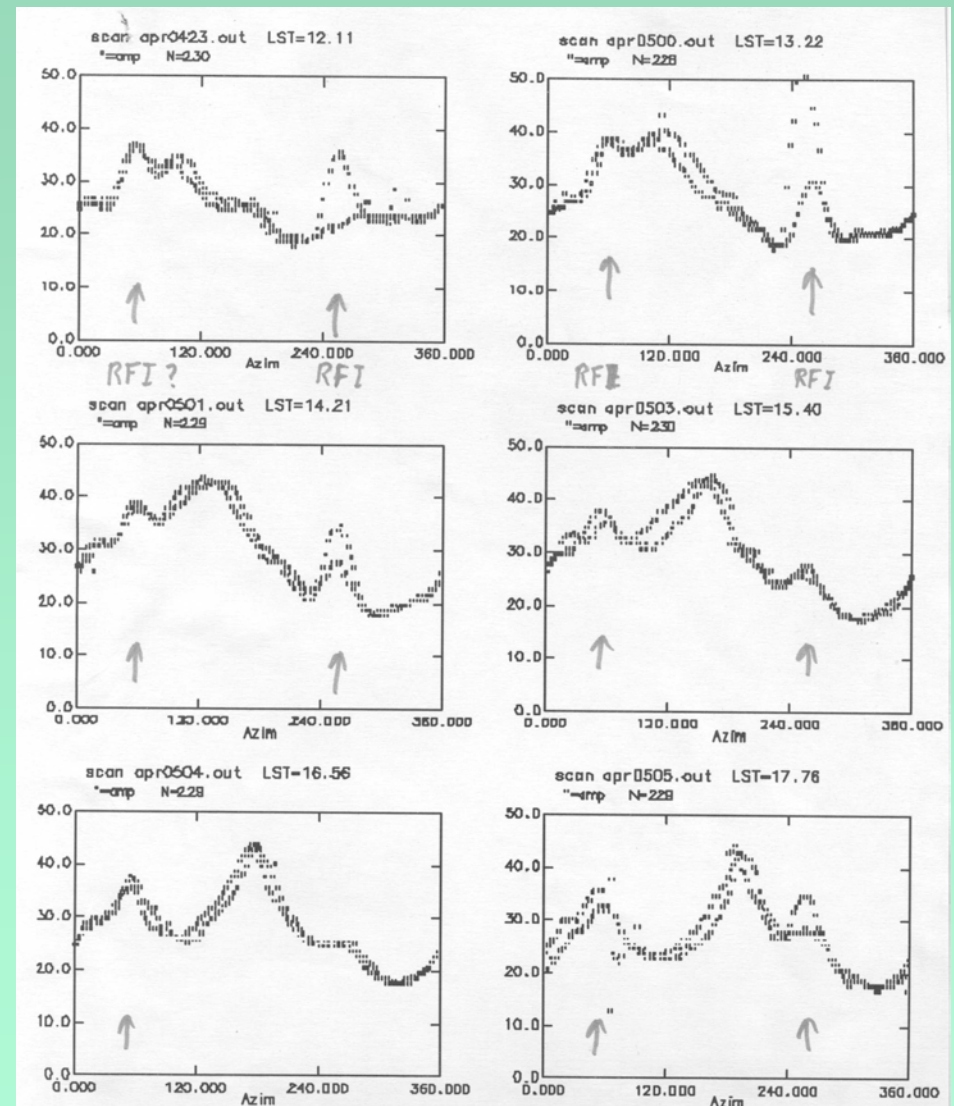 scan apr0423.out LST=12.11
"=amp N=230
50.0
40.0
30.0
20.0
10.0
0.0
0.000 120.000 240.000 360.000
Azim
RFI ? RFI
scan apr0500.out LST=13.22
"=amp N=228
50.0
40.0
30.0
20.0
10.0
0.0
0.000 120.000 240.000 360.000
Azim
RFI RFI
scan apr0501.out LST=14.21
"=amp N=229
50.0
40.0
30.0
20.0
10.0
0.0
0.000 120.000 240.000 360.000
Azim
scan apr0503.out LST=15.40
"=amp N=230
50.0
40.0
30.0
20.0
10.0
0.0
0.000 120.000 240.000 360.000
Azim
scan apr0504.out LST=16.56
"=amp N=229
50.0
40.0
30.0
20.0
10.0
0.0
0.000 120.000 240.000 360.000
Azim
scan apr0505.out LST=17.76
"=amp N=229
50.0
40.0
30.0
20.0
10.0
0.0
0.000 120.000 240.000 360.000
Azim